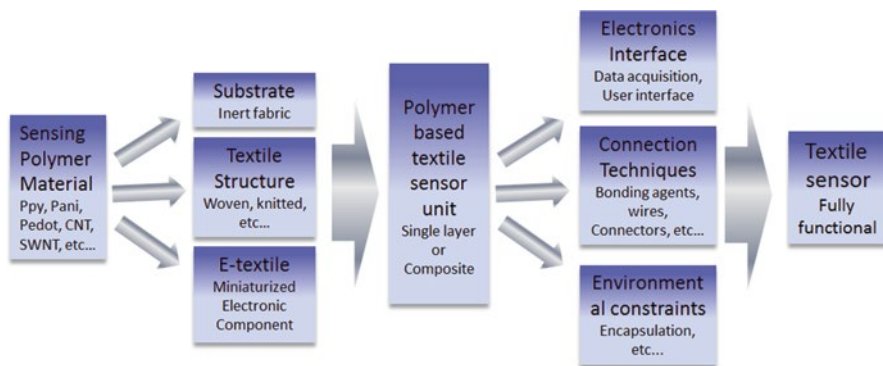 Sensing
Polymer
Material
Ppy, Pani,
Pedot, CNT,
SWNT, etc...
Substrate
Inert fabric
Textile
Structure
Woven, knitted,
etc...
E-textile
Miniaturized
Electronic
Component
Polymer
based
textile
sensor
unit
Single layer
or
Composite
Electronics
Interface
Data acquisition,
User interface
Connection
Techniques
Bonding agents,
wires,
Connectors, etc...
Environment
al constraints
Encapsulation,
etc...
Textile
sensor
Fully
functional